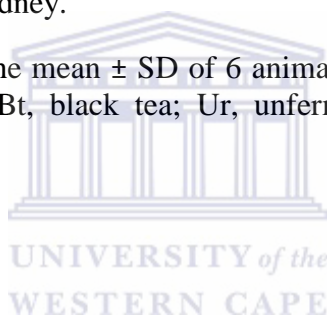 dney.
he mean ± SD of 6 anima
Bt, black tea; Ur, unferm
UNIVERSITY of the
WESTERN CAPE